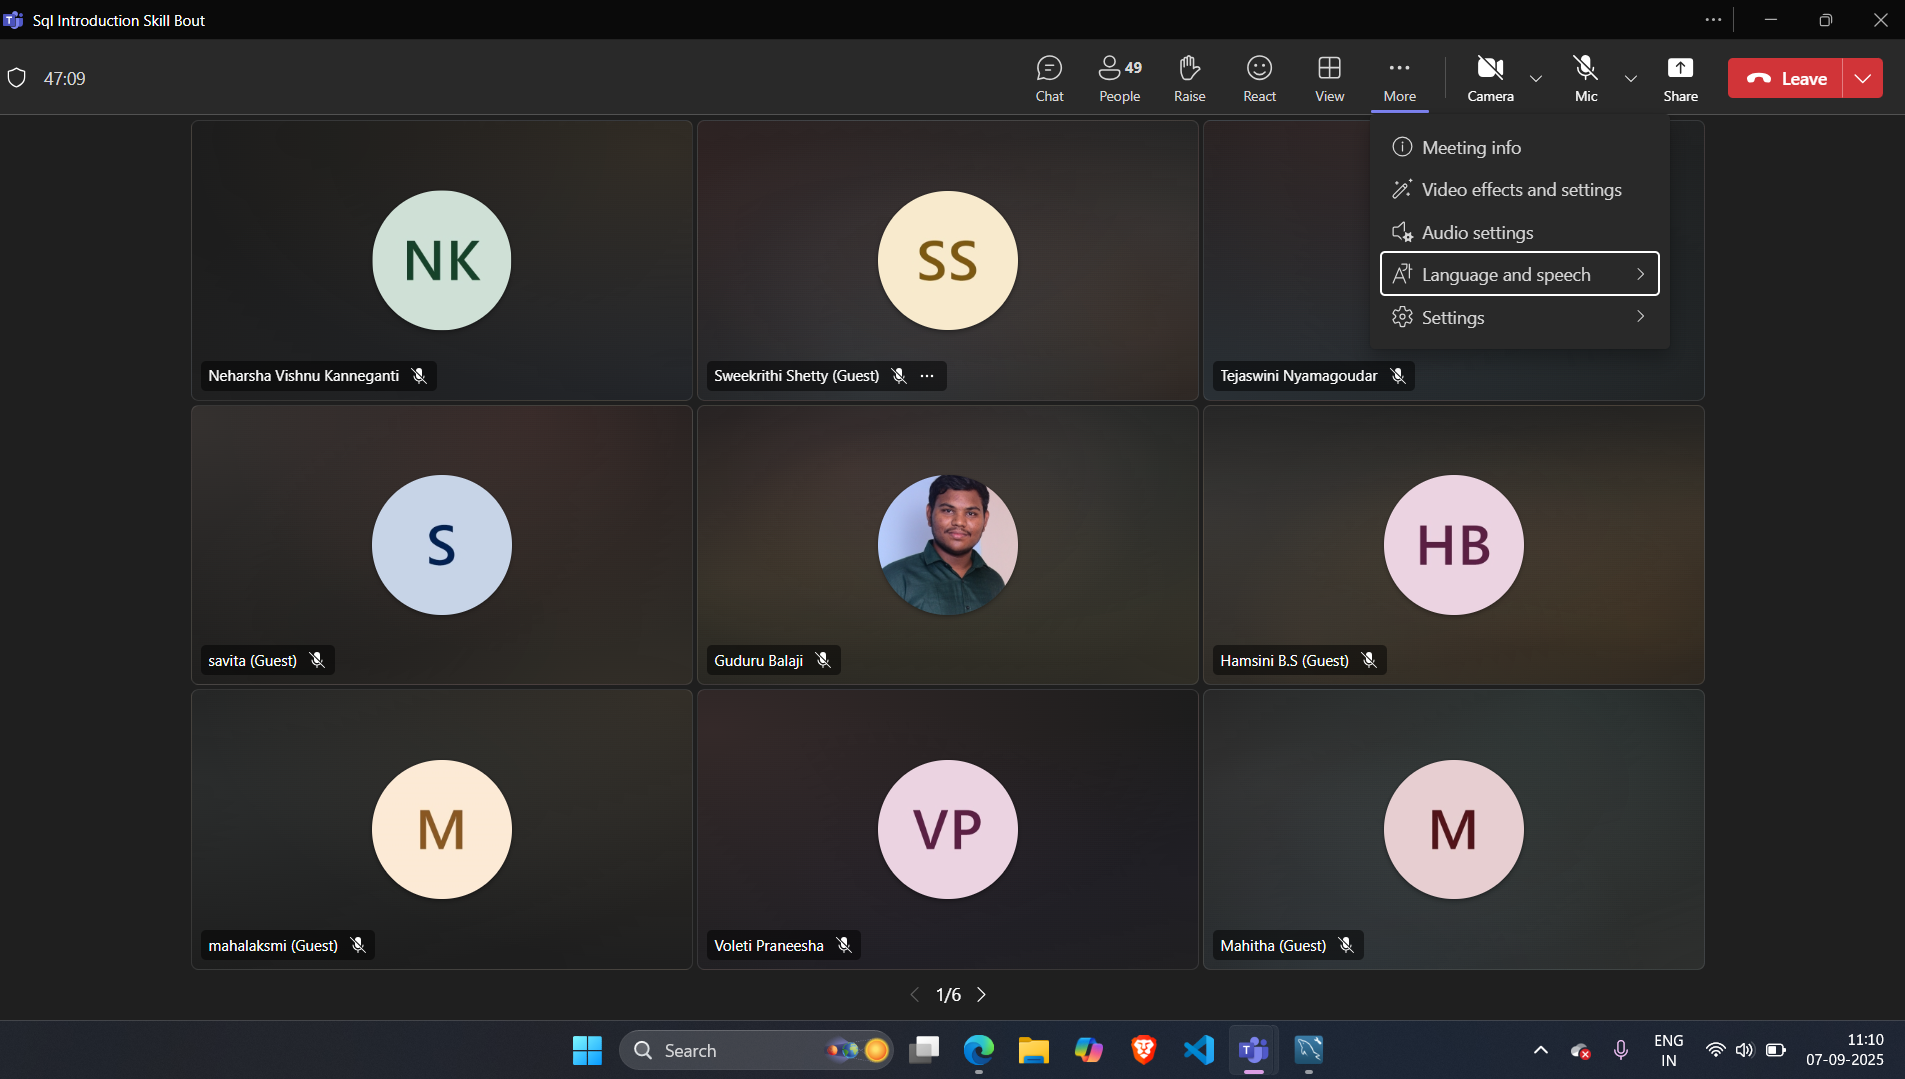 Sql Introduction Skill Bout
47:09
49
Chat
People
Raise
React
View
More
Camera
Mic
Share
Leave
Meeting info
Video effects and settings
Audio settings
Language and speech
Settings
NK
SS
Neharsha Vishnu Kanneganti
Sweekrithi Shetty (Guest)
Tejaswini Nyamagoudar
S
HB
savita (Guest)
Guduru Balaji
Hamsini B.S (Guest)
M
VP
M
mahalaksmi (Guest)
Voleti Praneesha
Mahitha (Guest)
1/6
Search
ENG
IN
11:10
07-09-2025